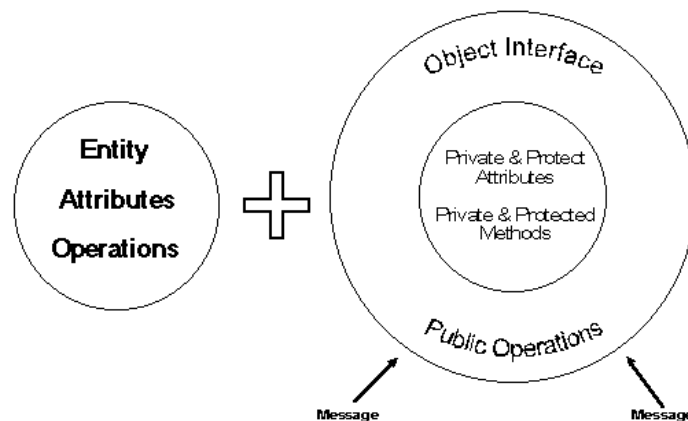 Entity
Attributes
Operations
Object Interface
Private & Protect
Attributes
Private & Protected
Methods
Public Operations
Message
Message